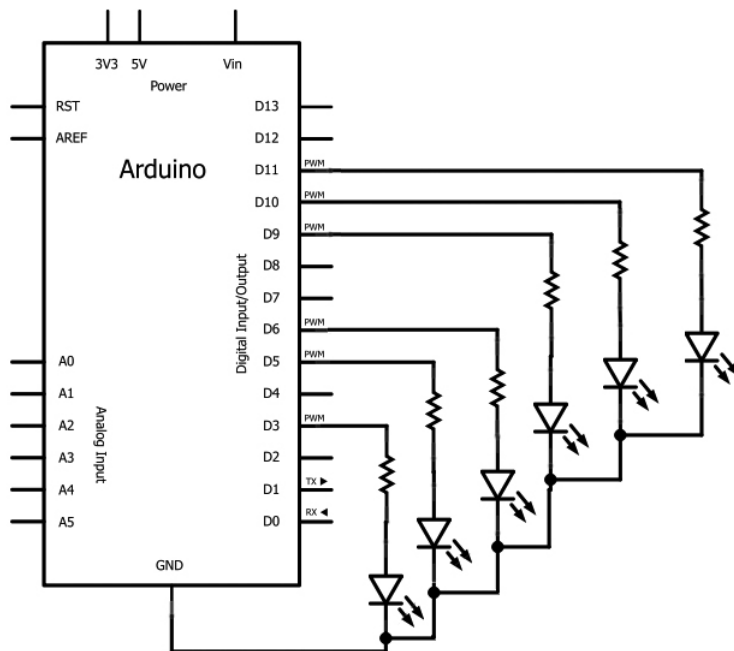 3V3 5V Vin
Power
RST D13
AREF D12
Arduino D11 PWM
D10 PWM
D9 PWM
D8
D7
Digital Input/Output
D6 PWM
A0 D5 PWM
A1 D4
A2 D3 PWM
Analog Input
A3 D2
A4 D1 TX
A5 D0 RX
GND